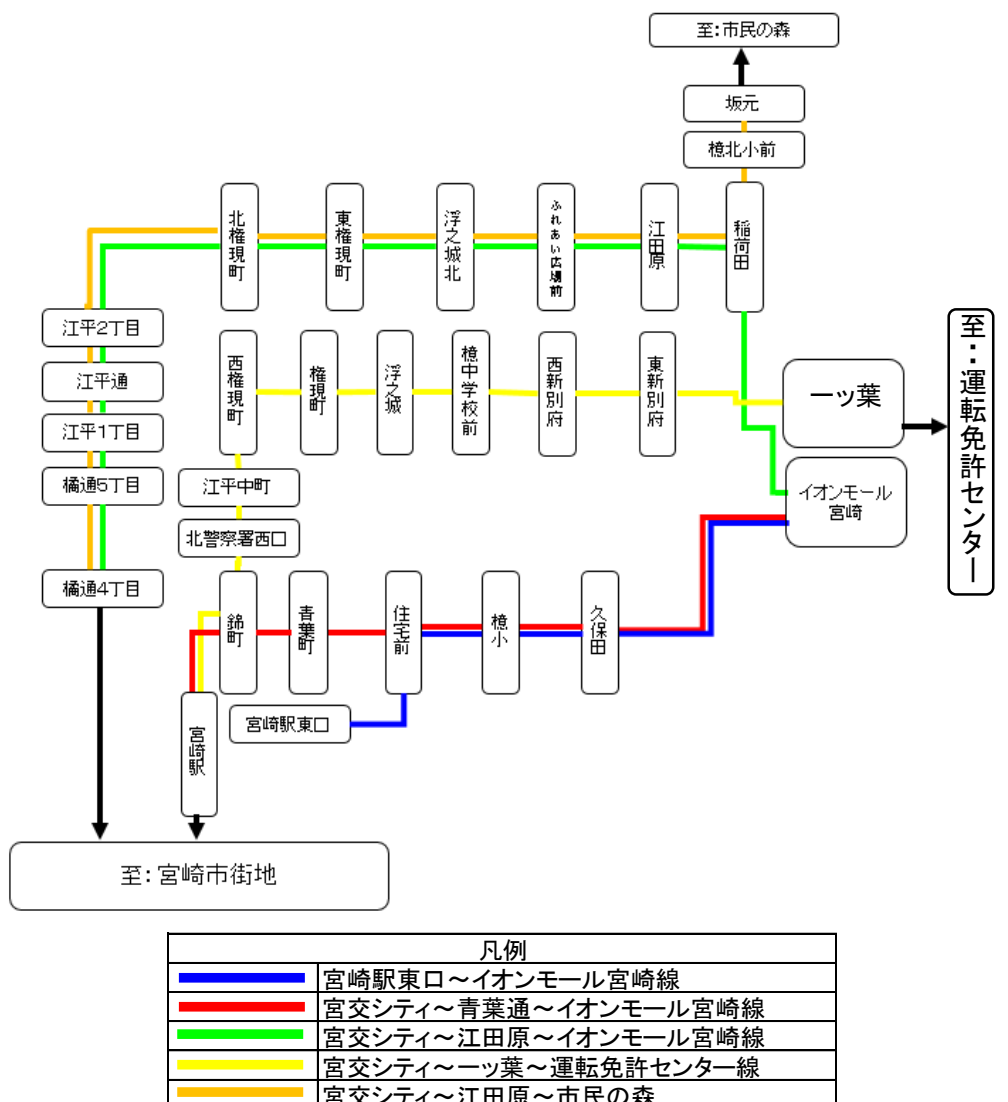 至:市民の森
坂元
檍北小前
北権現町
東権現町
浮之城北
ふれあい広場前
江田原
稲荷田
江平2丁目
江平通
江平1丁目
橘通5丁目
橘通4丁目
西権現町
権現町
浮之城
檍中学校前
西新別府
東新別府
一ッ葉
至::運転免許センター
イオンモール
宮崎
江平中町
北警察署西口
錦町
青葉町
住宅前
檍小
久保田
宮崎駅東口
宮崎駅
至:宮崎市街地
凡例
宮崎駅東口～イオンモール宮崎線
宮交シティ～青葉通～イオンモール宮崎線
宮交シティ～江田原～イオンモール宮崎線
宮交シティ～一ッ葉～運転免許センター線
宮交シティ～江田原～市民の森